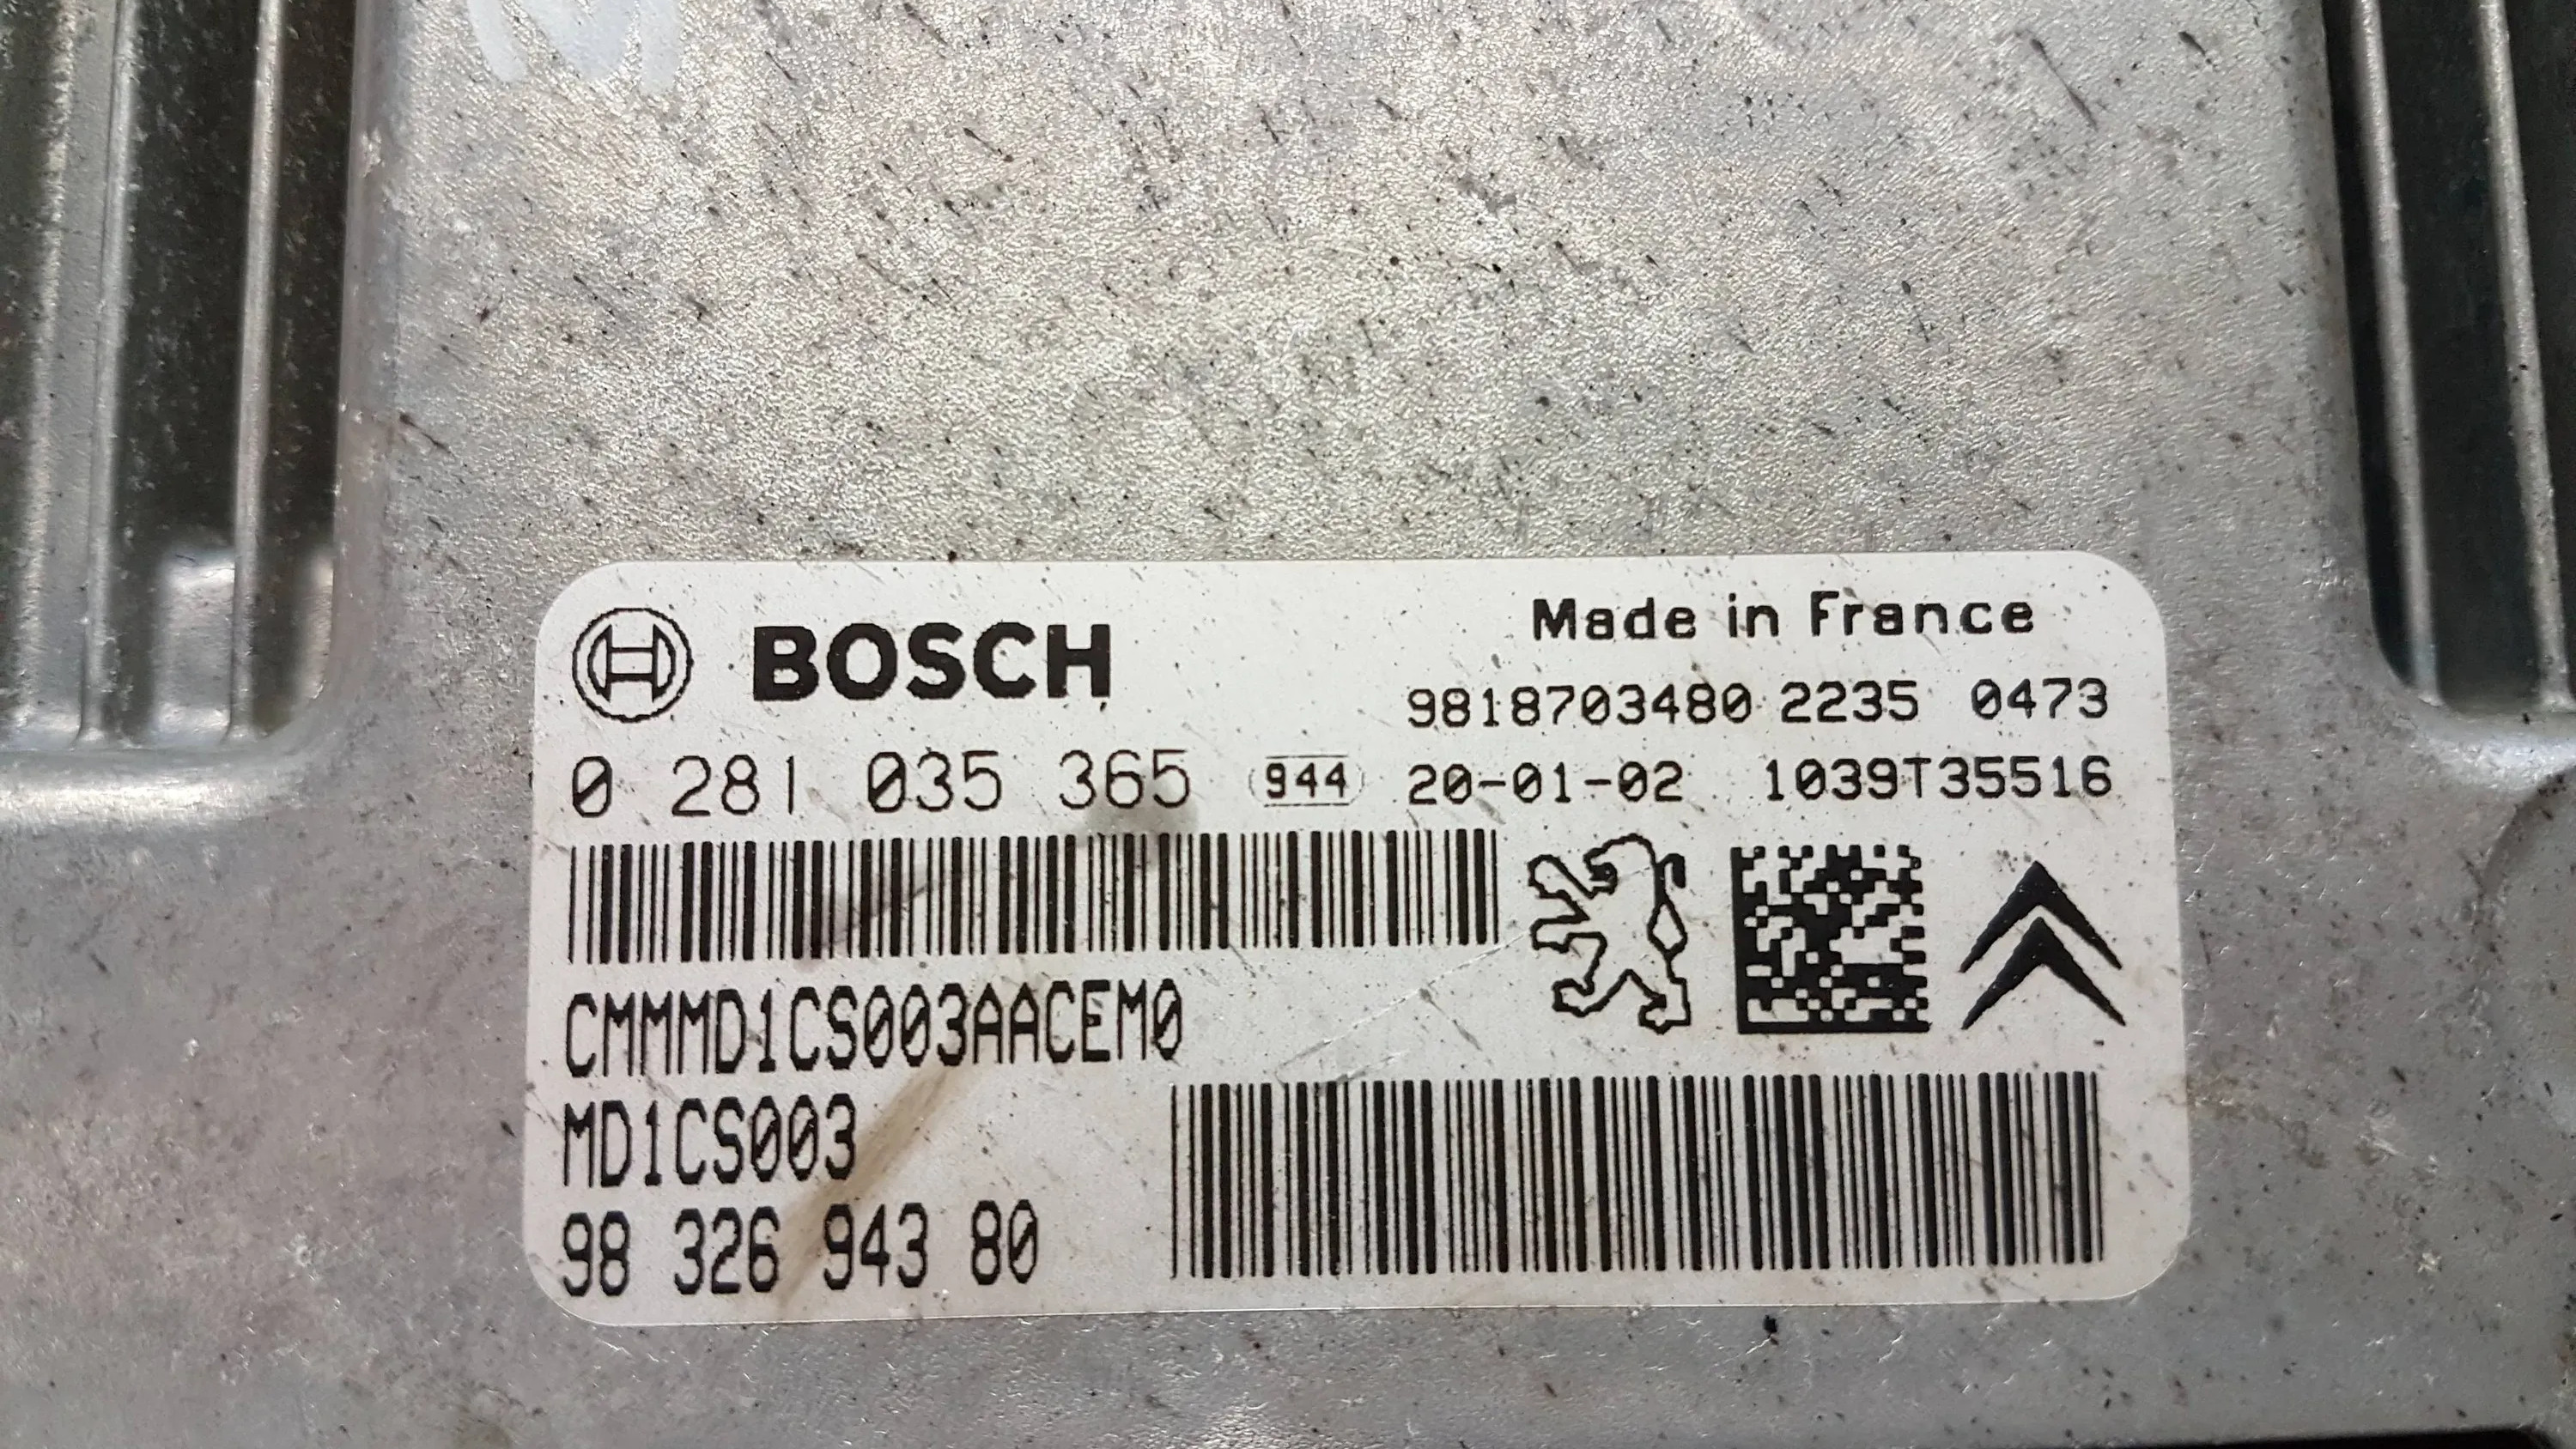 BOSCH
Made in France
9818703480 2235 0473
0 281 035 365 944 20-01-02 1039T35516
CMMMD1CS003AACEM0
MD1CS003
98 326 943 80